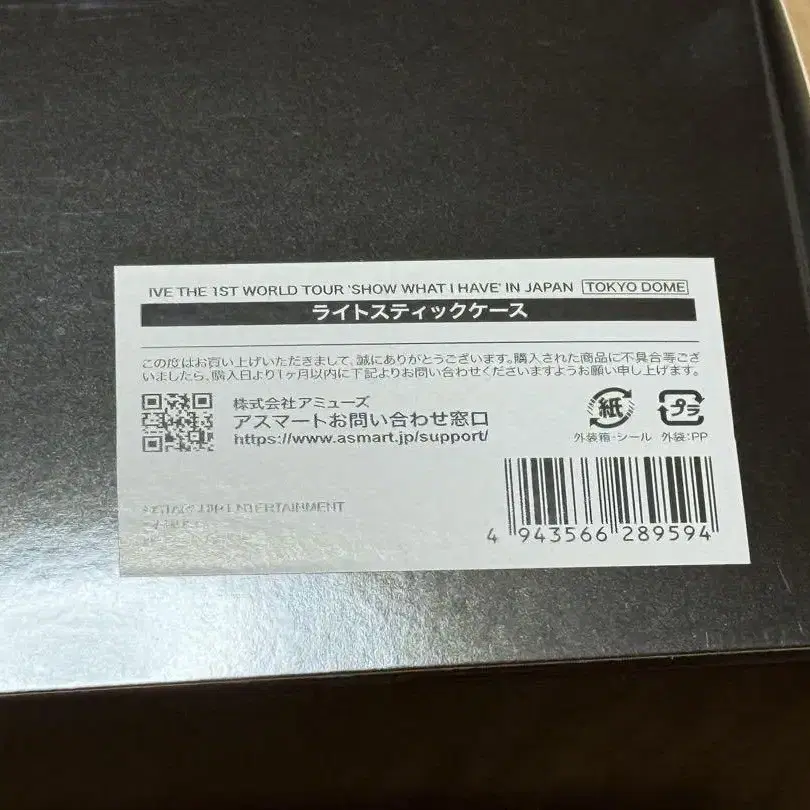 IVE THE 1ST WORLD TOUR 'SHOW WHAT I HAVE' IN JAPAN TOKYO DOME
ライトスティックケース
この度はお買い上げいただきまして、誠にありがとうございます。購入された商品に不具合等ござ
いましたら、購入日より1ヶ月以内に下記よりお問い合わせくださいますようお願い申し上げます。
株式会社アミューズ
アスマートお問い合わせ窓口
https://www.asmart.jp/support/
紙 プラ
外装箱・シール 外袋:PP
ENTERTAINMENT
4 943566 289594